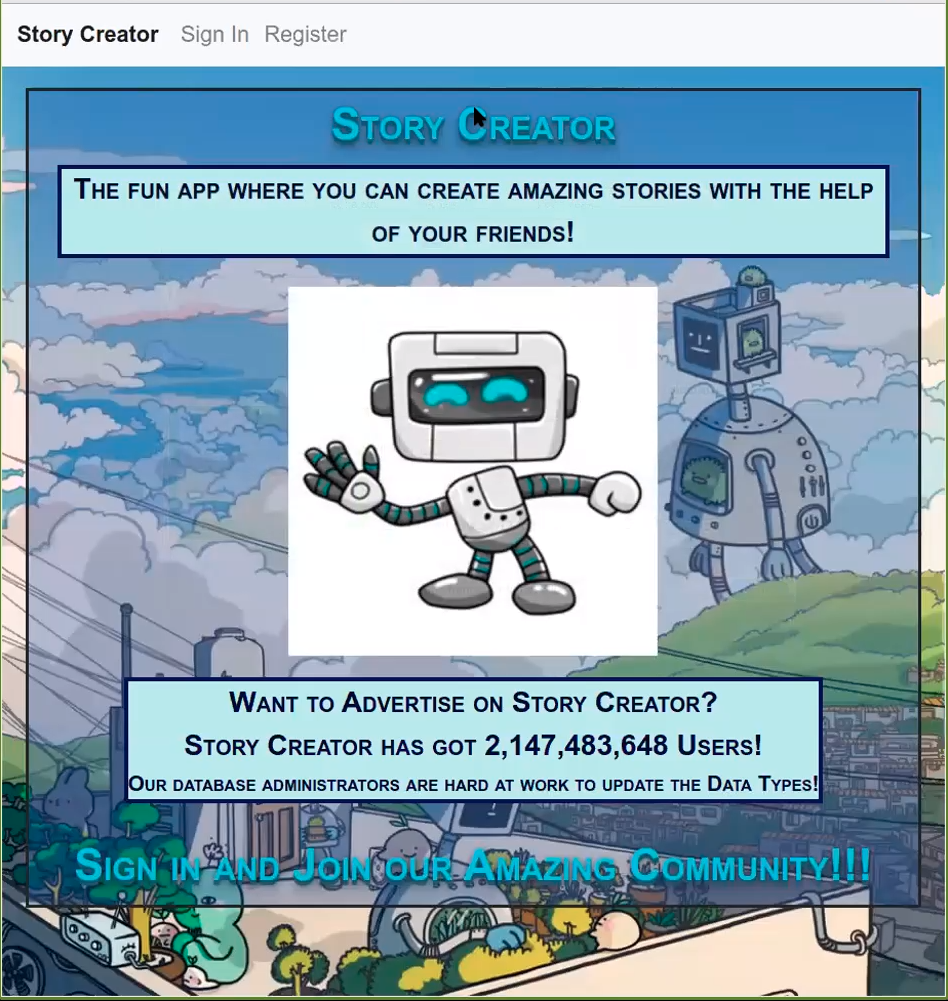 Story Creator Sign In Register
Story Creator
The fun app where you can create amazing stories with the help
of your friends!
Want to Advertise on Story Creator?
Story Creator has got 2,147,483,648 Users!
Our database administrators are hard at work to update the Data Types!
Sign in and Join our Amazing Community!!!